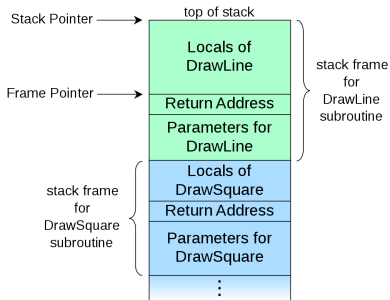 top of stack
Stack Pointer
Locals of
DrawLine
stack frame
for
DrawLine
subroutine
Frame Pointer
Return Address
Parameters for
DrawLine
stack frame
for
DrawSquare
subroutine
Locals of
DrawSquare
Return Address
Parameters for
DrawSquare
⋮